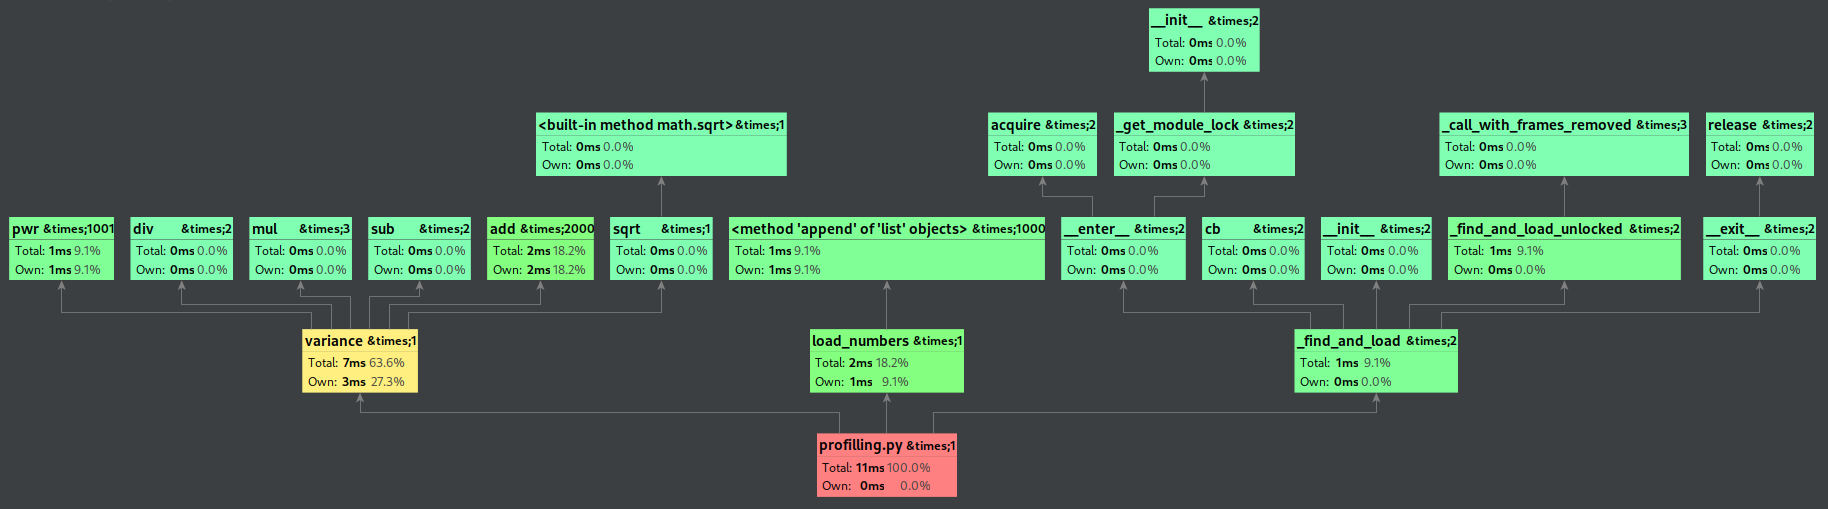 __init__ &times;2
Total: 0ms 0.0%
Own: 0ms 0.0%
<built-in method math.sqrt> &times;1
Total: 0ms 0.0%
Own: 0ms 0.0%
acquire &times;2
Total: 0ms 0.0%
Own: 0ms 0.0%
_get_module_lock &times;2
Total: 0ms 0.0%
Own: 0ms 0.0%
_call_with_frames_removed &times;3
Total: 0ms 0.0%
Own: 0ms 0.0%
release &times;2
Total: 0ms 0.0%
Own: 0ms 0.0%
pwr &times;1001
Total: 1ms 9.1%
Own: 1ms 9.1%
div &times;2
Total: 0ms 0.0%
Own: 0ms 0.0%
mul &times;3
Total: 0ms 0.0%
Own: 0ms 0.0%
sub &times;2
Total: 0ms 0.0%
Own: 0ms 0.0%
add &times;2000
Total: 2ms 18.2%
Own: 2ms 18.2%
sqrt &times;1
Total: 0ms 0.0%
Own: 0ms 0.0%
<method 'append' of 'list' objects> &times;1000
Total: 1ms 9.1%
Own: 1ms 9.1%
__enter__ &times;2
Total: 0ms 0.0%
Own: 0ms 0.0%
cb &times;2
Total: 0ms 0.0%
Own: 0ms 0.0%
__init__ &times;2
Total: 0ms 0.0%
Own: 0ms 0.0%
_find_and_load_unlocked &times;2
Total: 1ms 9.1%
Own: 0ms 0.0%
__exit__ &times;2
Total: 0ms 0.0%
Own: 0ms 0.0%
variance &times;1
Total: 7ms 63.6%
Own: 3ms 27.3%
load_numbers &times;1
Total: 2ms 18.2%
Own: 1ms 9.1%
_find_and_load &times;2
Total: 1ms 9.1%
Own: 0ms 0.0%
profilling.py &times;1
Total: 11ms 100.0%
Own: 0ms 0.0%